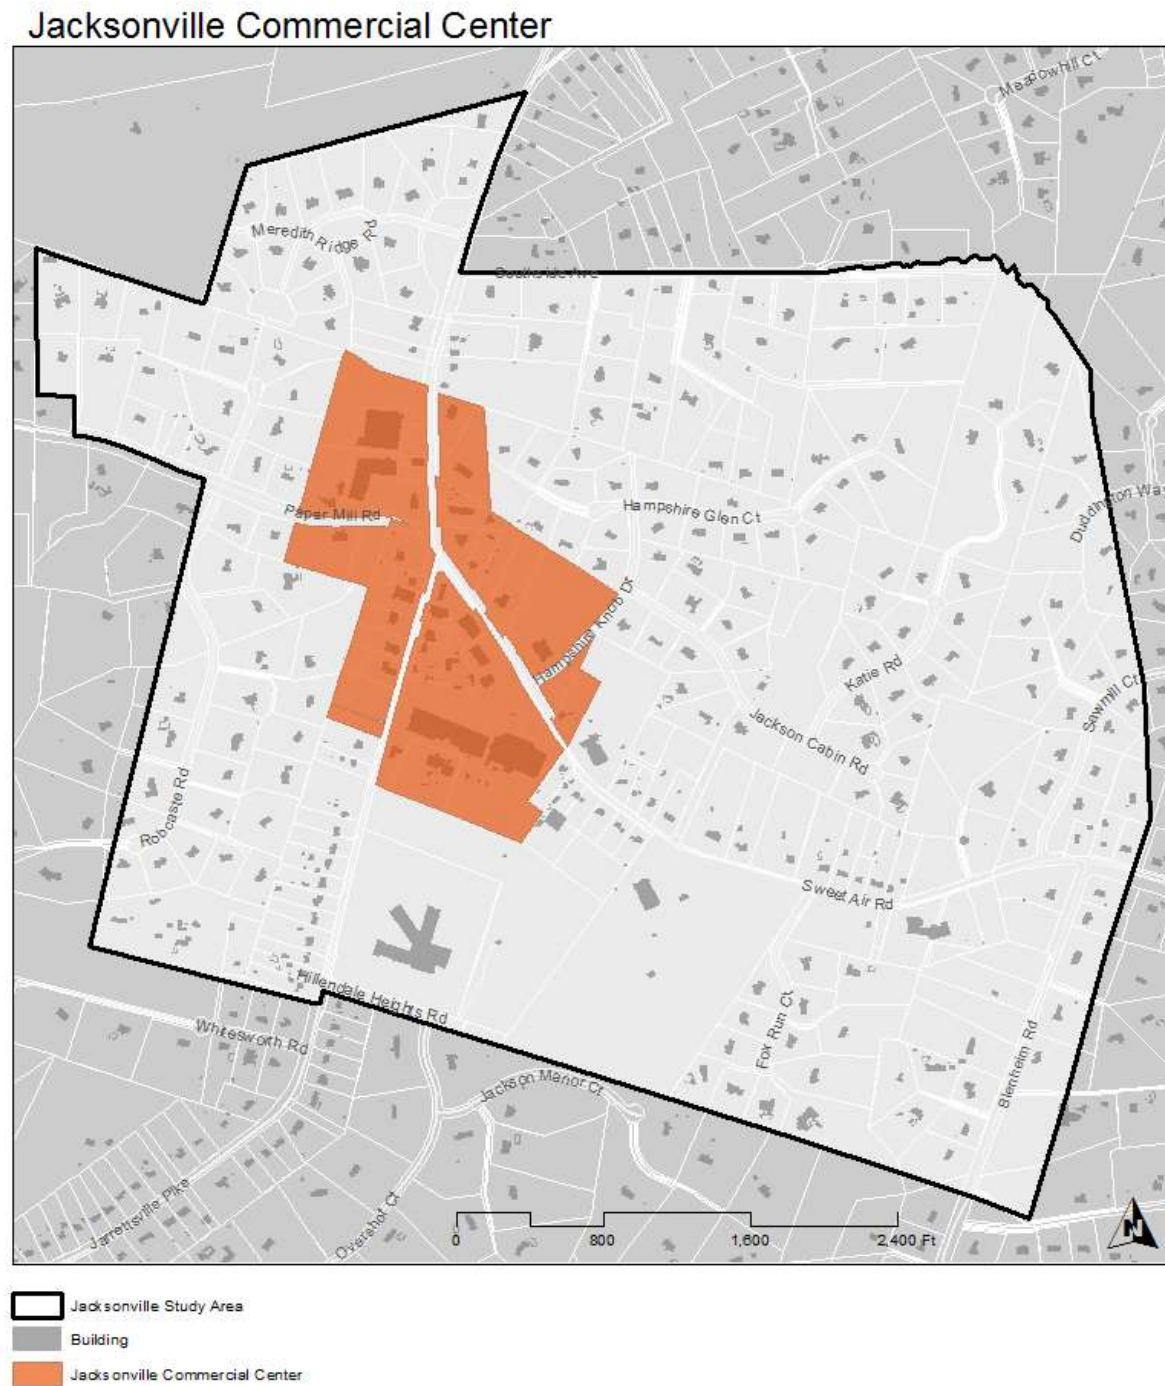 Jacksonville Commercial Center
Meadowhill Ct
Meredith Ridge Rd
Southside Ave
Paper Mill Rd
Hampshire Glen Ct
Duddington Wa
Hampshire Knob Dr
Katie Rd
Sawmill Ct
Jackson Cabin Rd
Robcaste Rd
Sweet Air Rd
Hillendale Heights Rd
Whitesworth Rd
Fox Run Ct
Blenheim Rd
Jackson Manor Ct
Jarrettsville Pike
Overshot Ct
0 800 1,600 2,400 Ft
N
Jacksonville Study Area
Building
Jacksonville Commercial Center